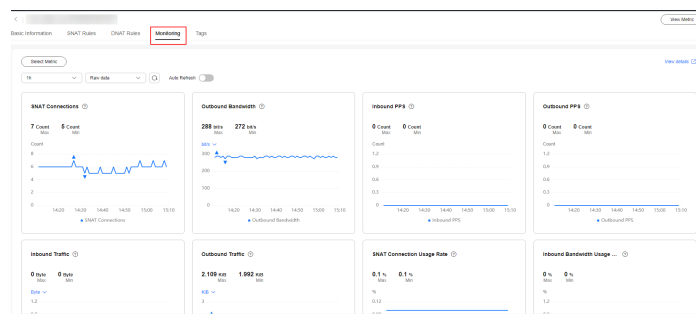 View Metric
Basic Information SNAT Rules DNAT Rules Monitoring Tags
Select Metric View details
1h Raw data Auto Refresh
SNAT Connections Outbound Bandwidth Inbound PPS Outbound PPS
7 Count 5 Count 288 bit/s 272 bit/s 0 Count 0 Count 0 Count 0 Count
Max Min Max Min Max Min Max Min
Count bit/s Count Count
8 300 1.2 1.2
6 200 0.9 0.9
4 0.6 0.6
2 100 0.3 0.3
0 0 0 0
14:20 14:30 14:40 14:50 15:00 15:10 14:20 14:30 14:40 14:50 15:00 15:10 14:20 14:30 14:40 14:50 15:00 15:10 14:20 14:30 14:40 14:50 15:00 15:10
SNAT Connections Outbound Bandwidth Inbound PPS Outbound PPS
Inbound Traffic Outbound Traffic SNAT Connection Usage Rate Inbound Bandwidth Usage ...
0 Byte 0 Byte 2.109 KiB 1.992 KiB 0.1 % 0.1 % 0 % 0 %
Max Min Max Min Max Min Max Min
Byte KiB % %
1.2 3 0.12 1.2